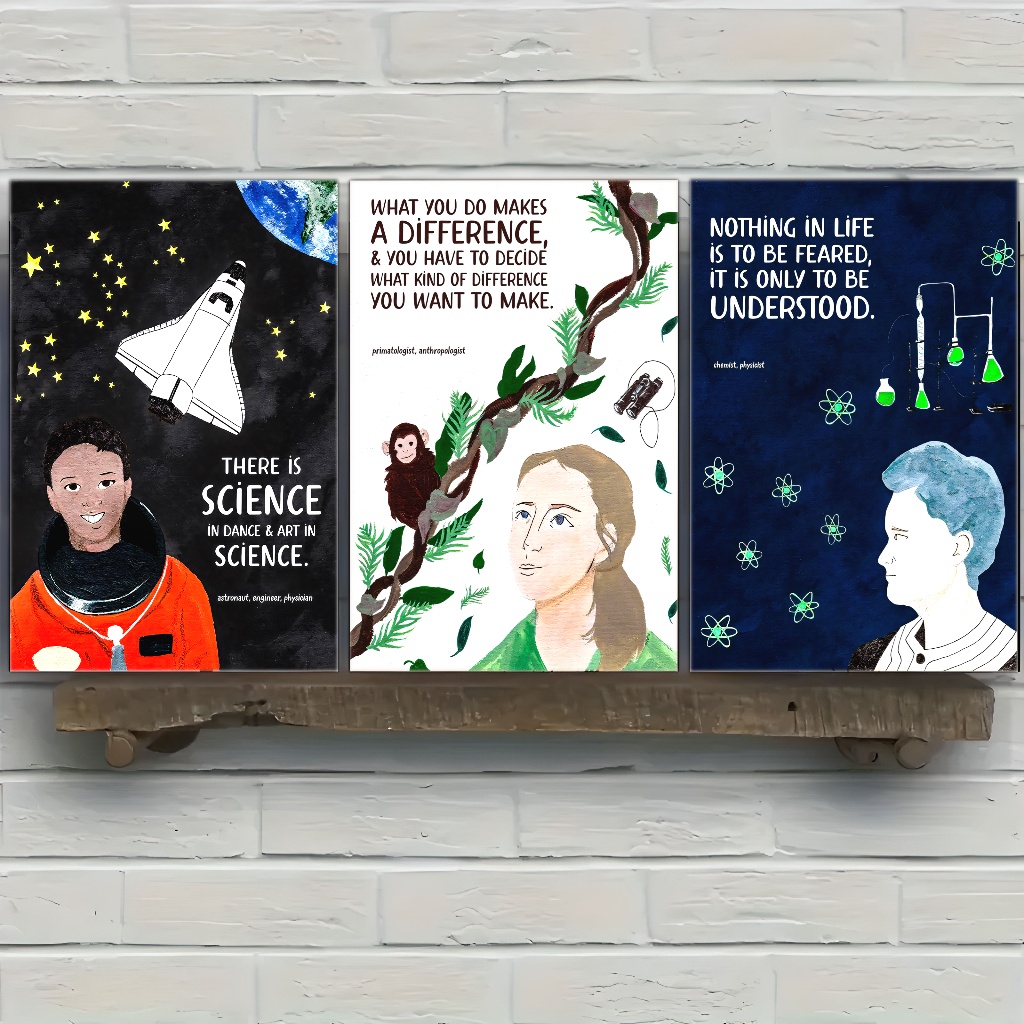 THERE IS
SCIENCE
IN DANCE & ART IN
SCIENCE.
astronaut, engineer, physician
WHAT YOU DO MAKES
A DIFFERENCE,
& YOU HAVE TO DECIDE
WHAT KIND OF DIFFERENCE
YOU WANT TO MAKE.
primatologist, anthropologist
NOTHING IN LIFE
IS TO BE FEARED,
IT IS ONLY TO BE
UNDERSTOOD.
chemist, physicist